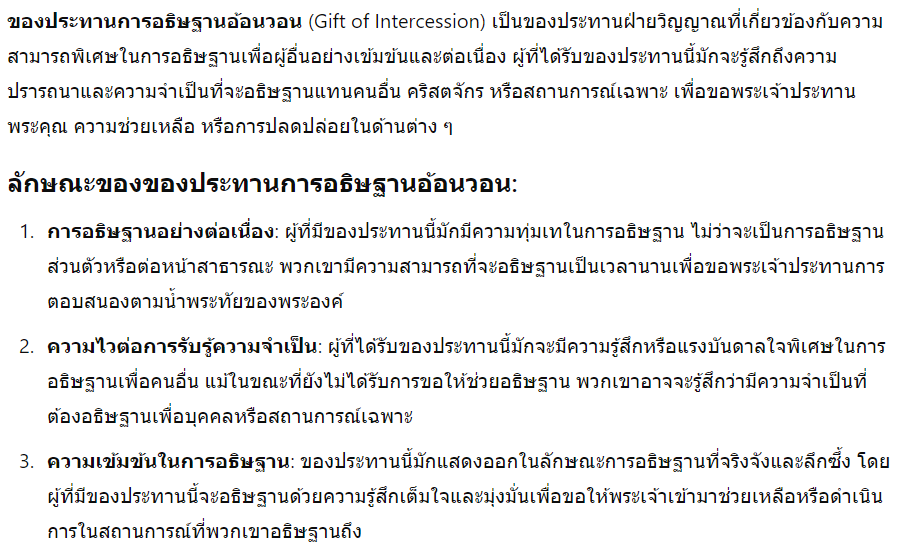 ของประทานการอธิษฐานอ้อนวอน (Gift of Intercession) เป็นของประทานฝ่ายวิญญาณที่เกี่ยวข้องกับความ
สามารถพิเศษในการอธิษฐานเพื่อผู้อื่นอย่างเข้มข้นและต่อเนื่อง ผู้ที่ได้รับของประทานนี้มักจะรู้สึกถึงความ
ปรารถนาและความจำเป็นที่จะอธิษฐานแทนคนอื่น คริสตจักร หรือสถานการณ์เฉพาะ เพื่อขอพระเจ้าประทาน
พระคุณ ความช่วยเหลือ หรือการปลดปล่อยในด้านต่าง ๆ
ลักษณะของของประทานการอธิษฐานอ้อนวอน:
1. การอธิษฐานอย่างต่อเนื่อง: ผู้ที่มีของประทานนี้มักมีความทุ่มเทในการอธิษฐาน ไม่ว่าจะเป็นการอธิษฐาน
ส่วนตัวหรือต่อหน้าสาธารณะ พวกเขามีความสามารถที่จะอธิษฐานเป็นเวลานานเพื่อขอพระเจ้าประทานการ
ตอบสนองตามน้ำพระทัยของพระองค์
2. ความไวต่อการรับรู้ความจำเป็น: ผู้ที่ได้รับของประทานนี้มักจะมีความรู้สึกหรือแรงบันดาลใจพิเศษในการ
อธิษฐานเพื่อคนอื่น แม้ในขณะที่ยังไม่ได้รับการขอให้ช่วยอธิษฐาน พวกเขาอาจจะรู้สึกว่ามีความจำเป็นที่
ต้องอธิษฐานเพื่อบุคคลหรือสถานการณ์เฉพาะ
3. ความเข้มข้นในการอธิษฐาน: ของประทานนี้มักแสดงออกในลักษณะการอธิษฐานที่จริงจังและลึกซึ้ง โดย
ผู้ที่มีของประทานนี้จะอธิษฐานด้วยความรู้สึกเต็มใจและมุ่งมั่นเพื่อขอให้พระเจ้าเข้ามาช่วยเหลือหรือดำเนิน
การในสถานการณ์ที่พวกเขาอธิษฐานถึง